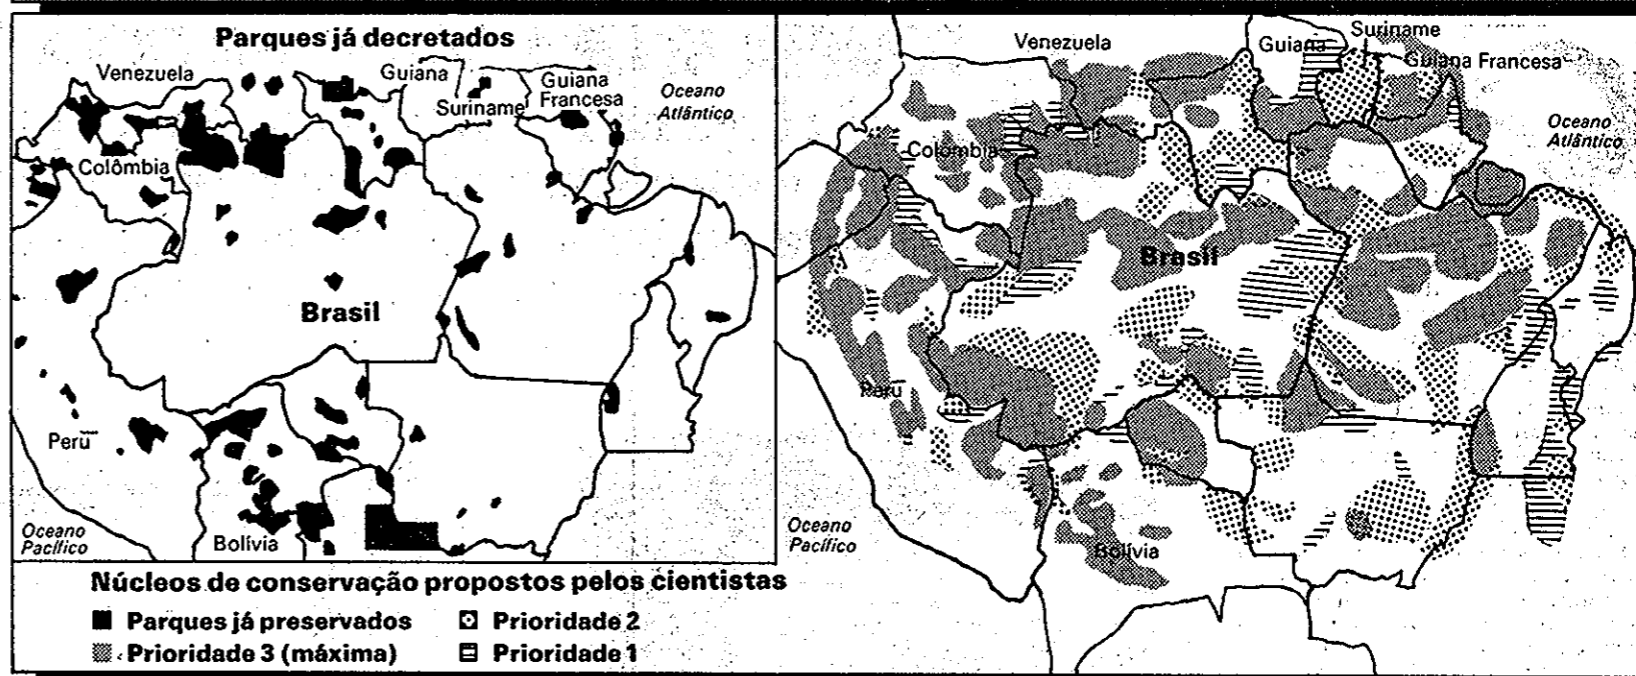 Parques já decretados
Venezuela
Guiana
Suriname
Guiana
Francesa
Oceano
Atlântico
Colômbia
Brasil
Peru
Oceano
Pacífico
Bolívia
Venezuela
Guiana
Suriname
Guiana Francesa
Oceano
Atlântico
Colômbia
Brasil
Peru
Oceano
Pacífico
Bolívia
Núcleos de conservação propostos pelos cientistas
Parques já preservados
Prioridade 2
Prioridade 3 (máxima)
Prioridade 1